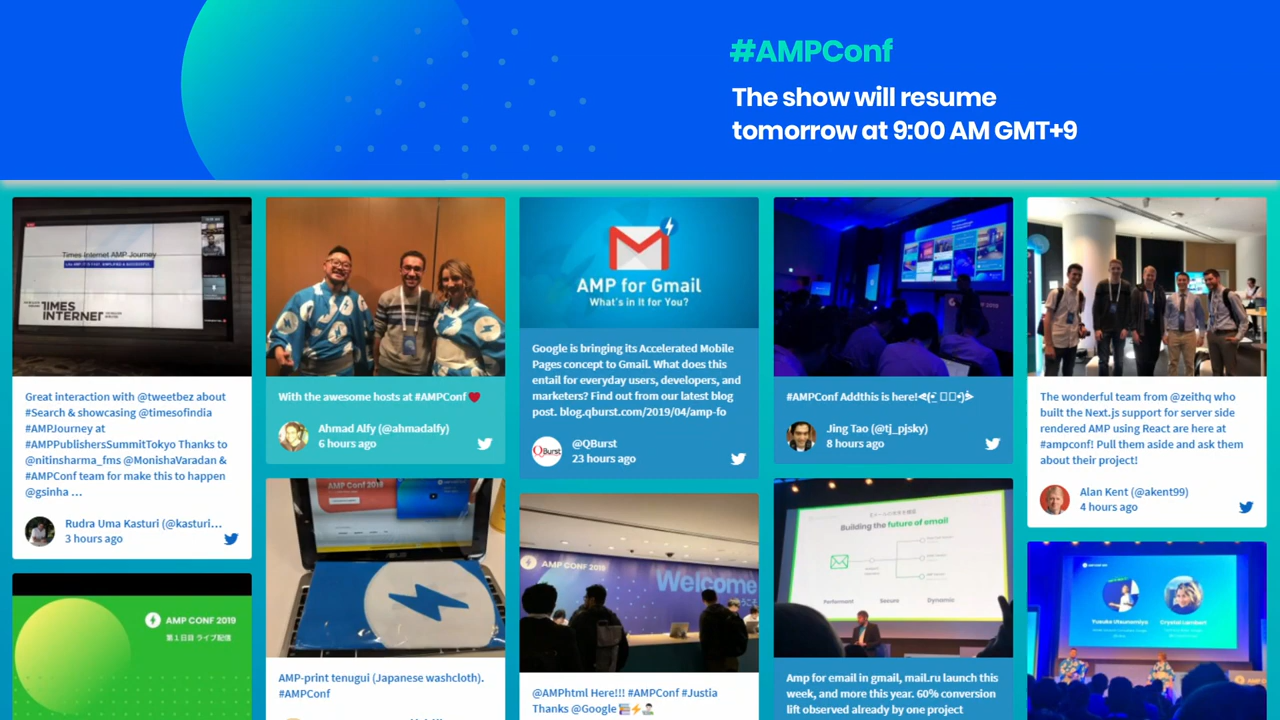 #AMPConf
The show will resume
tomorrow at 9:00 AM GMT+9
Times Internet AMP Journey
TIMES
INTERNET
Great interaction with @tweetbez about
#Search & showcasing @timesofindia
#AMPJourney at
#AMPPublishersSummitTokyo Thanks to
@nitinsharma_fms @MonishaVaradan &
#AMPConf team for make this to happen
@gsinha …
Rudra Uma Kasturi (@kasturi…
3 hours ago
AMP CONF 2019
第1日目 ライブ配信
With the awesome hosts at #AMPConf ❤️
Ahmad Alfy (@ahmadalfy)
6 hours ago
AMP Conf 2019
AMP-print tenugui (Japanese washcloth).
#AMPConf
AMP for Gmail
What's in It for You?
Google is bringing its Accelerated Mobile
Pages concept to Gmail. What does this
entail for everyday users, developers, and
marketers? Find out from our latest blog
post. blog.qburst.com/2019/04/amp-fo
QBurst
@QBurst
23 hours ago
AMP CONF 2019
Welcome
ようこそ
@AMPhtml Here!!! #AMPConf #Justia
Thanks @Google
#AMPConf Addthis is here!
Jing Tao (@tj_pjsky)
8 hours ago
Building the future of email
Performant Secure Dynamic
Amp for email in gmail, mail.ru launch this
week, and more this year. 60% conversion
lift observed already by one project
The wonderful team from @zeithq who
built the Next.js support for server side
rendered AMP using React are here at
#ampconf! Pull them aside and ask them
about their project!
Alan Kent (@akent99)
4 hours ago
Yusuke Utsunomiya
Crystal Lambert